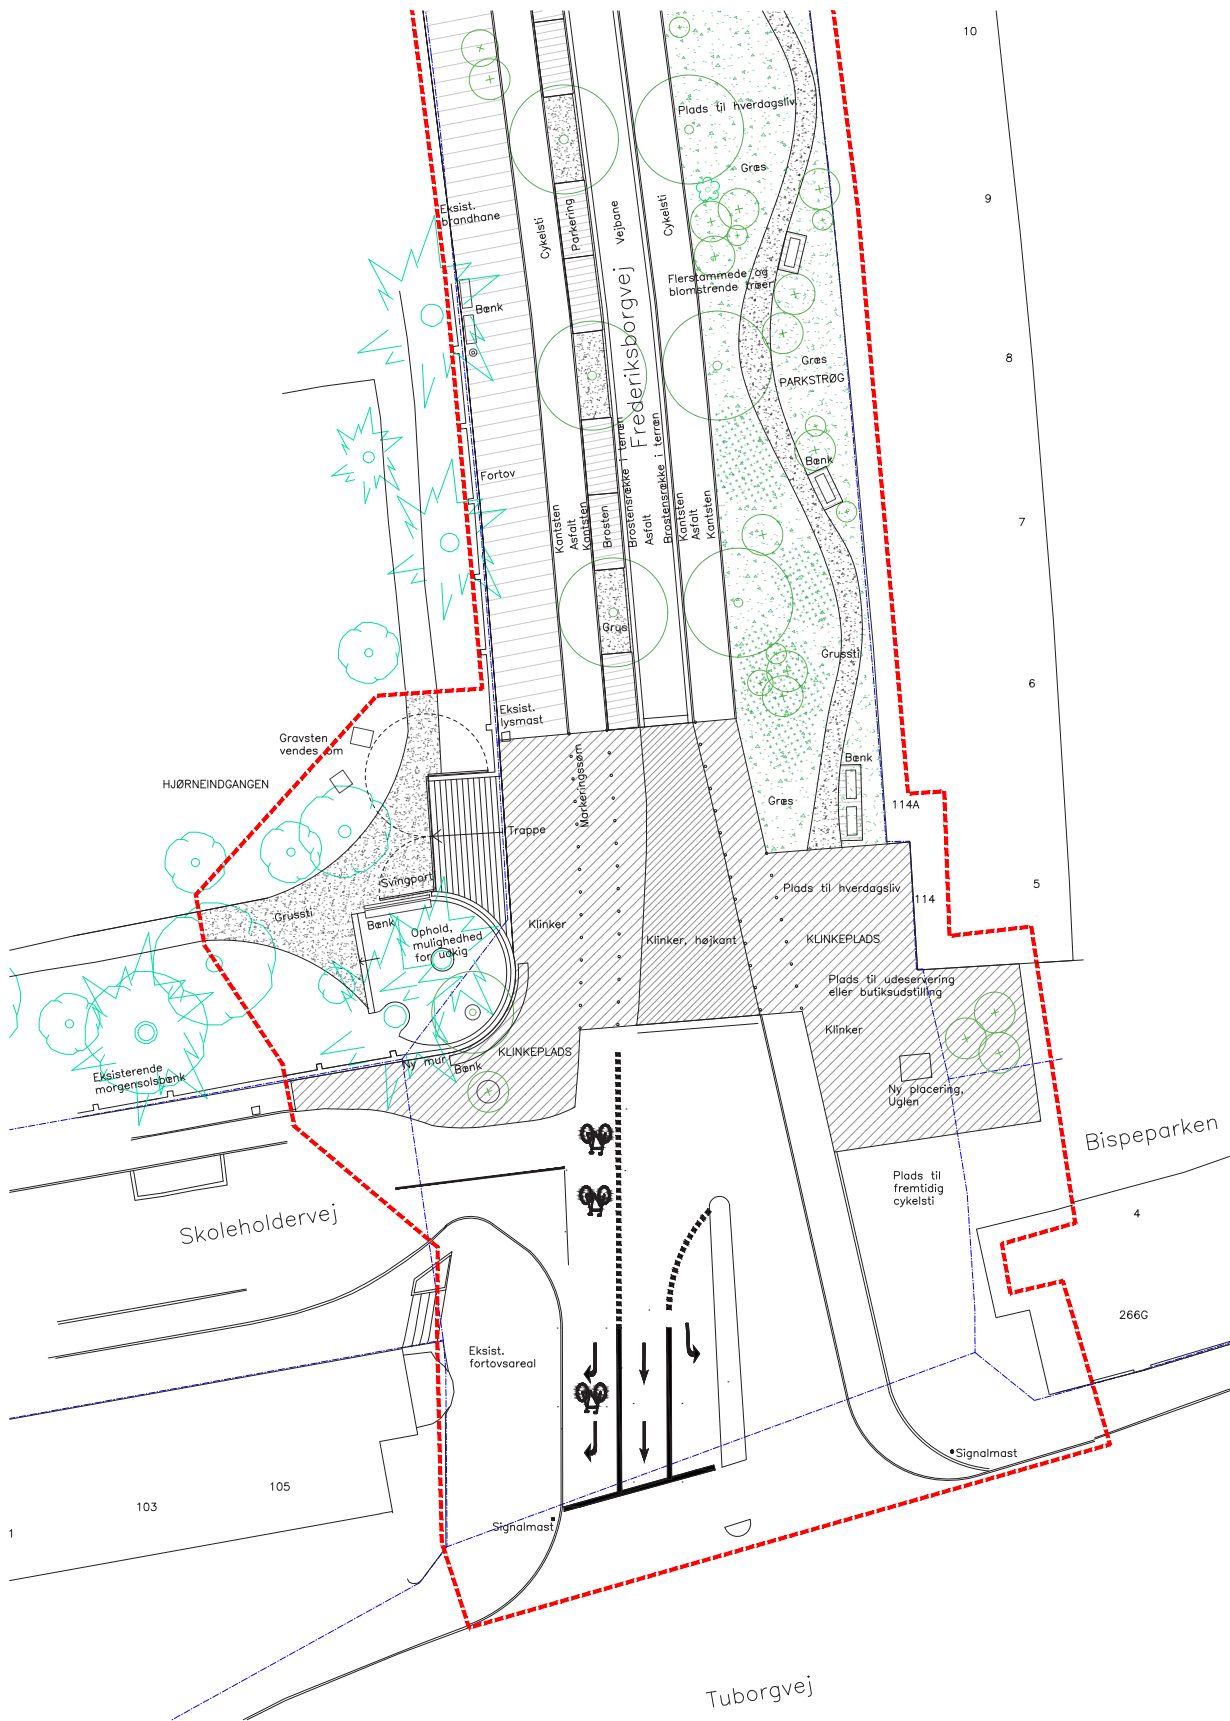 10
Plads til hverdagsliv
Græs
9
Eksist.
brandhane
Cykelsti
Parkering
Vejbane
Cykelsti
Flerstammede og
blomstrende træer
Frederiksborgvej
Bænk
8
Græs
PARKSTRØG
Bænk
Fortov
Kantsten
Asfalt
Kantsten
Brosten
Brostensrække i terræn
Asfalt
Brostensrække i terræn
Kantsten
Asfalt
Kantsten
7
Grus
Grussti
6
Eksist.
lysmast
Gravsten
vendes om
HJØRNEINDGANGEN
Markeringssøm
Bænk
Græs
114A
Trappe
Svingport
Plads til hverdagsliv
5
114
Grussti
Bænk
Ophold,
mulighedhed
for udkig
Klinker
Klinker, højkant
KLINKEPLADS
Plads til udeservering
eller butiksudstilling
Klinker
KLINKEPLADS
Ny mur
Bænk
Eksisterende
morgensolsbænk
Ny placering,
Uglen
Bispeparken
Plads til
fremtidig
cykelsti
4
Skoleholdervej
266G
Eksist.
fortovsareal
Signalmast
105
103
1
Signalmast
Tuborgvej